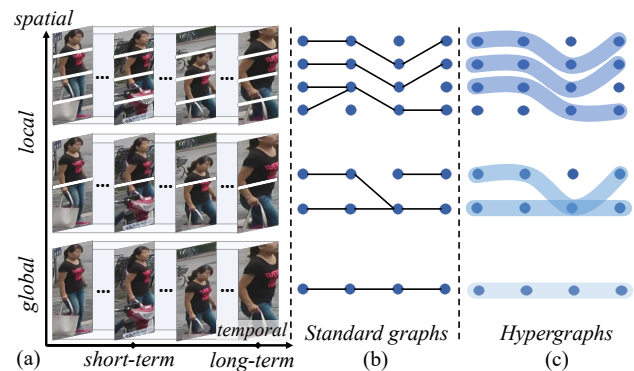 spatial
local
global
temporal
Standard graphs
Hypergraphs
(a)
short-term
long-term
(b)
(c)